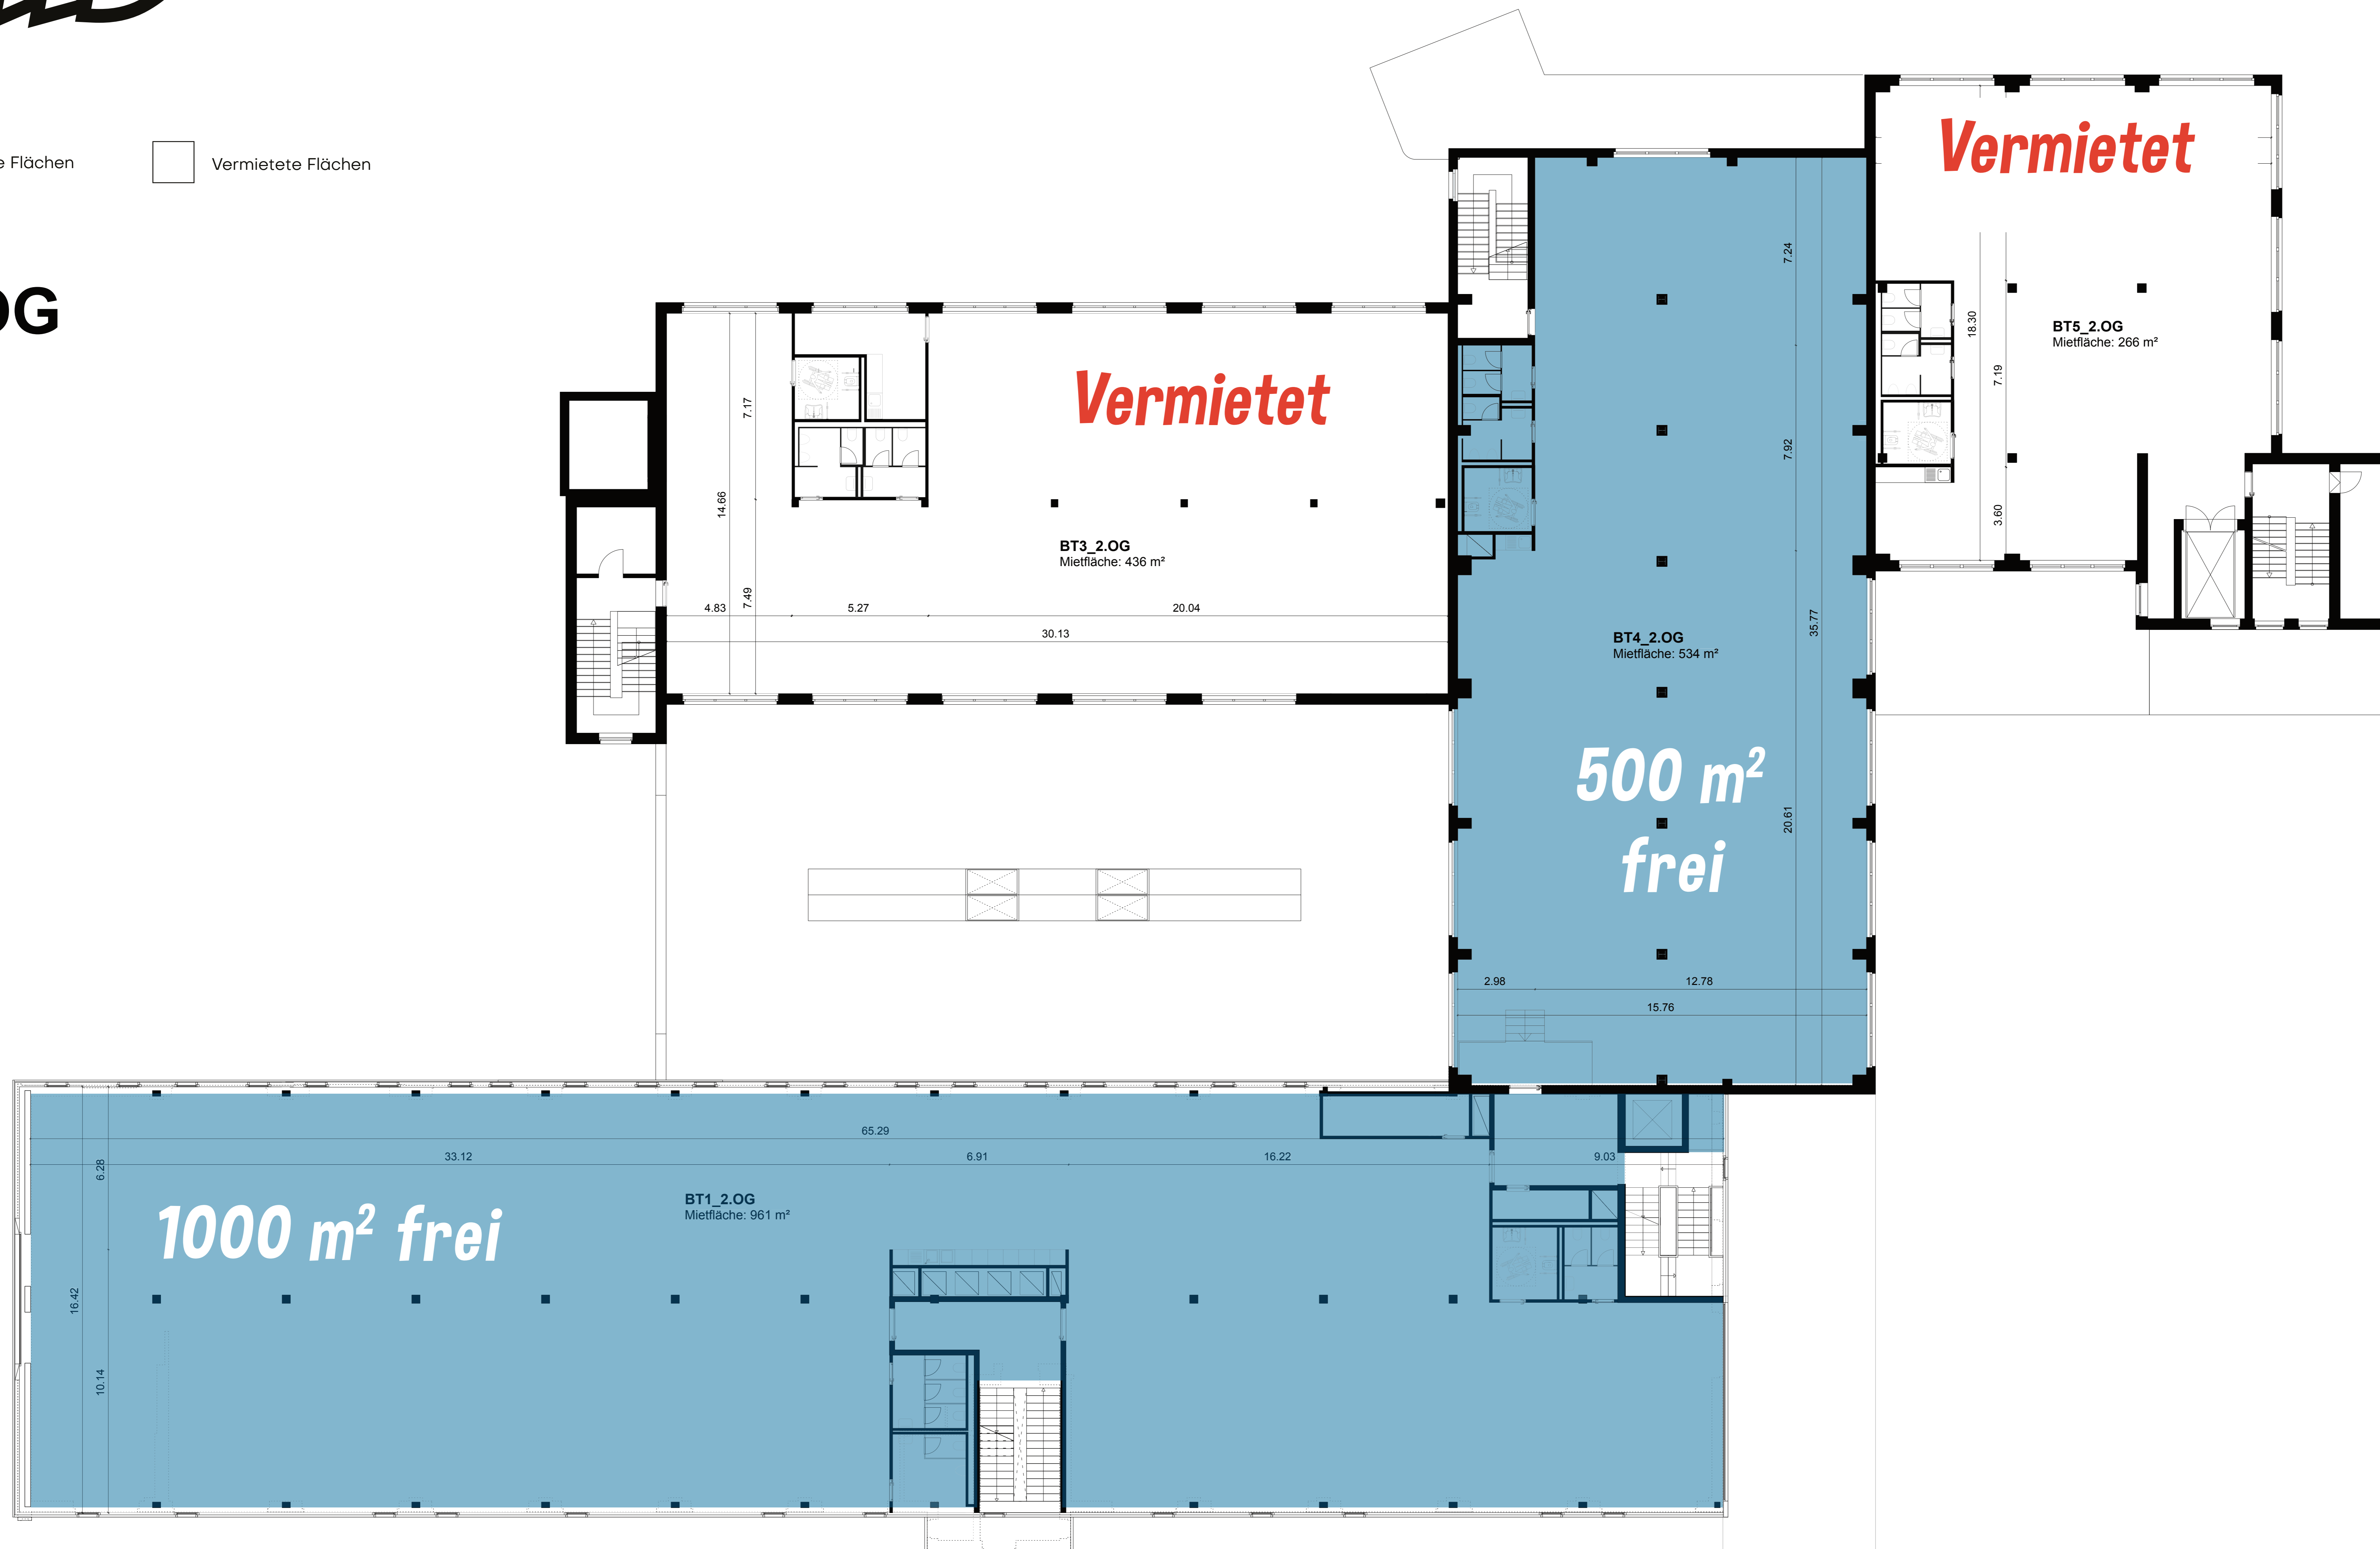 e Flächen
Vermietete Flächen
OG
Vermietet
BT5_2.OG
Mietfläche: 266 m²
18.30
7.19
3.60
Vermietet
BT3_2.OG
Mietfläche: 436 m²
7.17
14.66
7.49
4.83
5.27
20.04
30.13
7.24
7.92
35.77
20.61
BT4_2.OG
Mietfläche: 534 m²
500 m²
frei
2.98
12.78
15.76
65.29
33.12
6.91
16.22
9.03
6.28
16.42
10.14
BT1_2.OG
Mietfläche: 961 m²
1000 m² frei